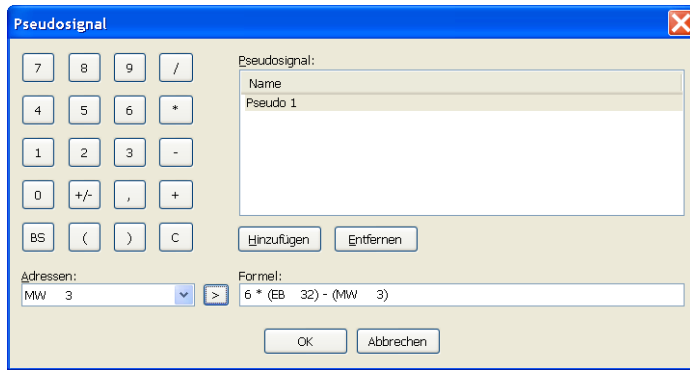 Pseudosignal
7 8 9 /
4 5 6 *
1 2 3 -
0 +/- , +
BS ( ) C
Pseudosignal:
Name
Pseudo 1
Hinzufügen Entfernen
Adressen:
MW 3 >
Formel:
6 * (EB 32) - (MW 3)
OK Abbrechen